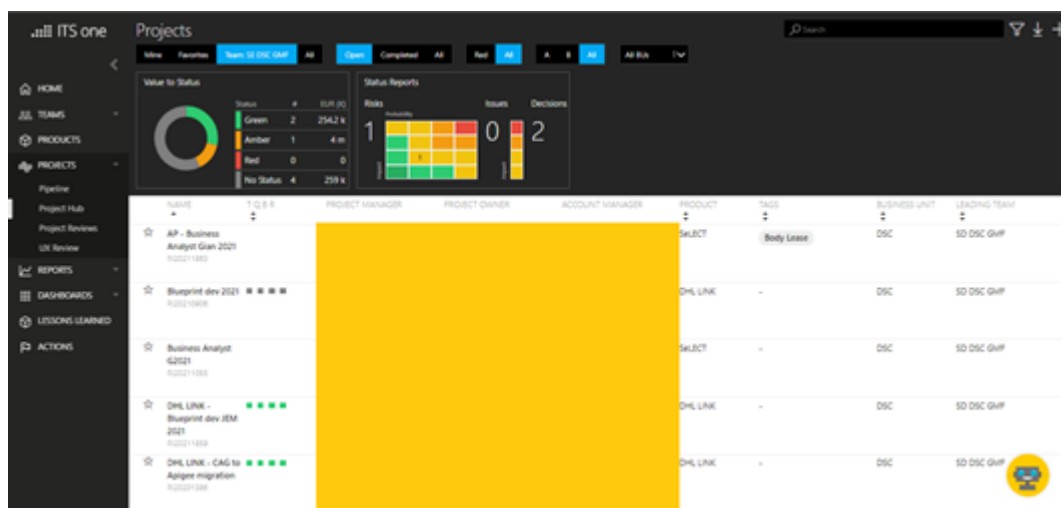 ITS one
Projects
Search
Mine Favorites Team: SD DSC GMF All Open Completed All Red All A B All All BUs
HOME
TEAMS
PRODUCTS
PROJECTS
Pipeline
Project Hub
Project Reviews
UX Review
REPORTS
DASHBOARDS
LESSONS LEARNED
ACTIONS
Value to Status
Status # EUR (K)
Green 2 254.2 k
Amber 1 4 m
Red 0 0
No Status 4 259 k
Status Reports
Risks Issues Decisions
Probability
1 0 2
1
Impact Impact
NAME T Q B R PROJECT MANAGER PROJECT OWNER ACCOUNT MANAGER PRODUCT TAGS BUSINESS UNIT LEADING TEAM
AP - Business SeLECT Body Lease DSC SD DSC GMF
Analyst Gian 2021
Blueprint dev 2021 DHL LINK - DSC SD DSC GMF
Business Analyst SeLECT - DSC SD DSC GMF
G2021
DHL LINK - DHL LINK - DSC SD DSC GMF
Blueprint dev JEM
2021
DHL LINK - CAG to DHL LINK - DSC SD DSC GMF
Apigee migration